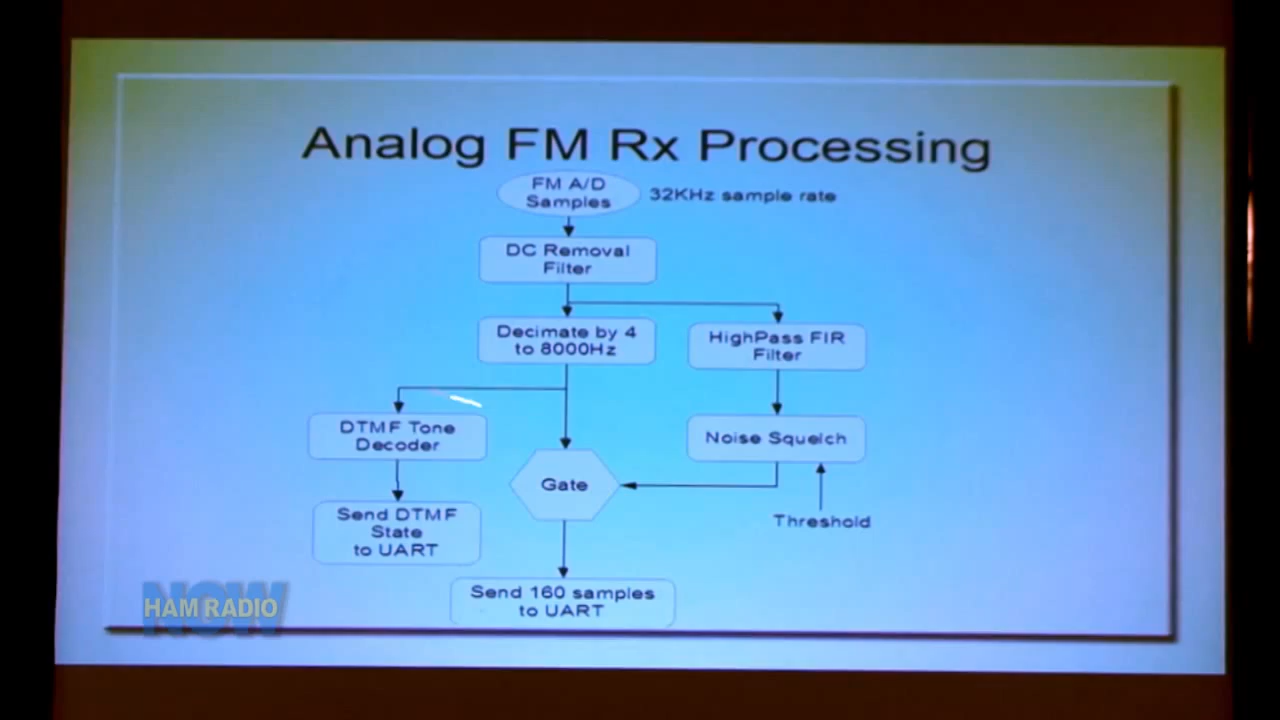 Analog FM Rx Processing
FM A/D
Samples
32KHz sample rate
DC Removal
Filter
Decimate by 4
to 8000Hz
HighPass FIR
Filter
DTMF Tone
Decoder
Noise Squelch
Gate
Send DTMF
State
to UART
Threshold
Send 160 samples
to UART
NOW
HAM RADIO